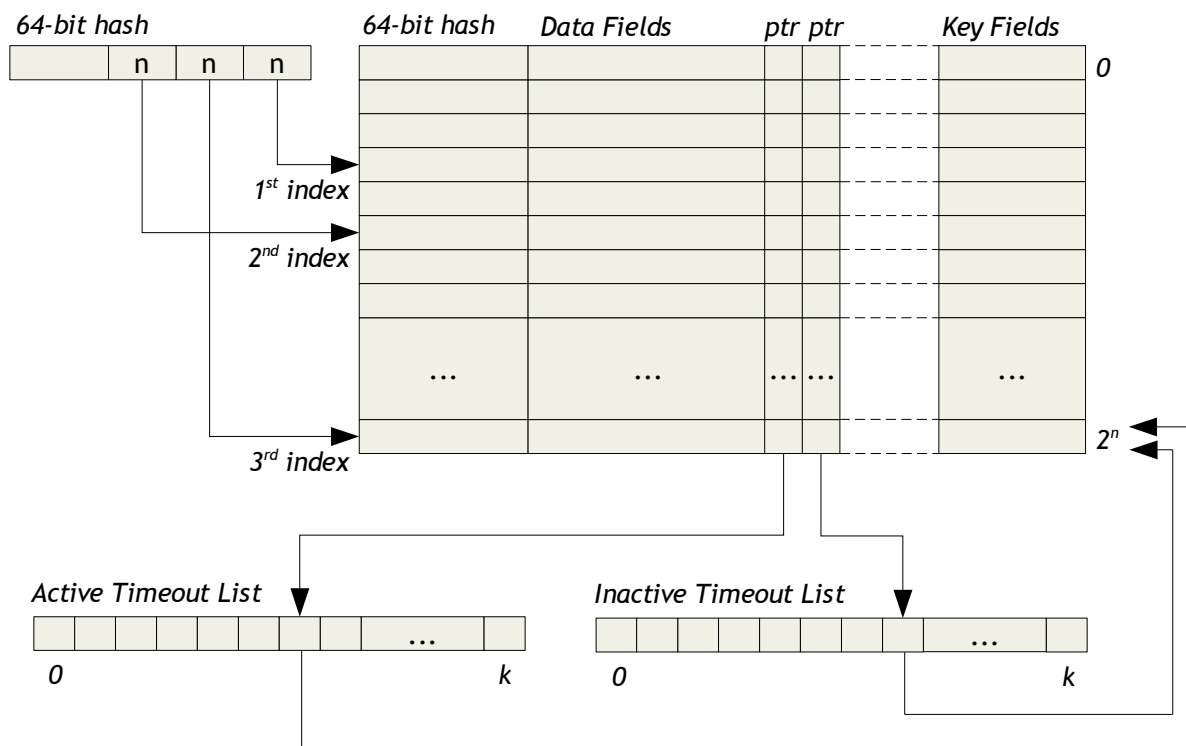 64-bit hash
n n n
64-bit hash Data Fields ptr ptr Key Fields
0
1st index
2nd index
... ... ... ... ...
3rd index
2n
Active Timeout List
...
0 k
Inactive Timeout List
...
0 k